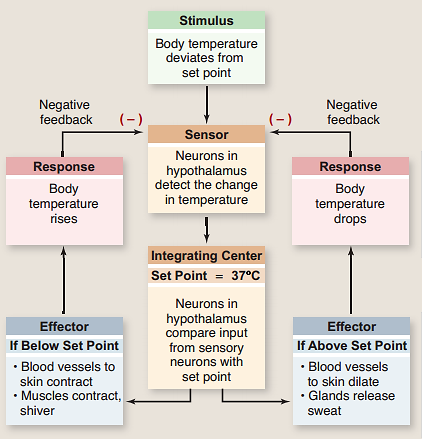 Stimulus
Body temperature
deviates from
set point
Negative
feedback
(–)
(–)
Negative
feedback
Sensor
Neurons in
hypothalamus
detect the change
in temperature
Response
Body
temperature
rises
Response
Body
temperature
drops
Integrating Center
Set Point = 37°C
Neurons in
hypothalamus
compare input
from sensory
neurons with
set point
Effector
If Below Set Point
• Blood vessels to
skin contract
• Muscles contract,
shiver
Effector
If Above Set Point
• Blood vessels
to skin dilate
• Glands release
sweat